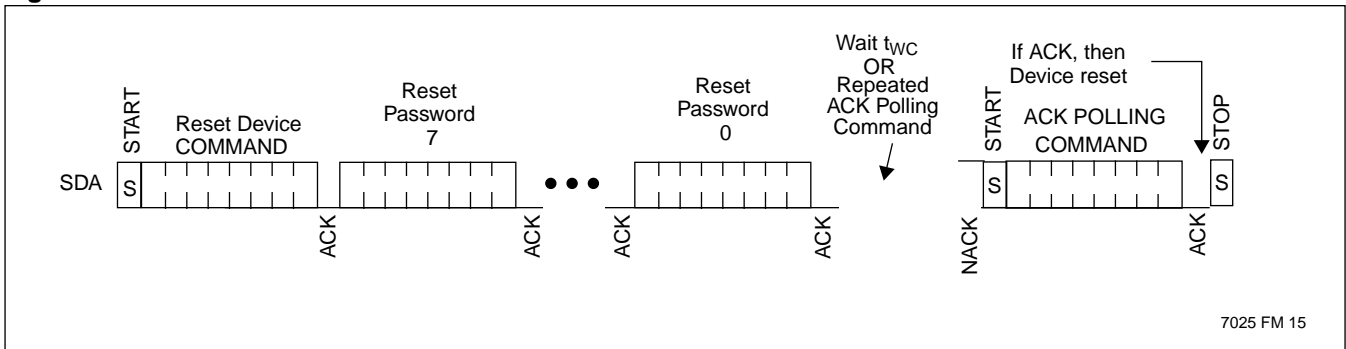 Wait tWC
OR
Repeated
ACK Polling
Command
If ACK, then
Device reset
START
Reset Device
COMMAND
Reset
Password
7
Reset
Password
0
START
ACK POLLING
COMMAND
STOP
SDA
S
S
S
ACK
ACK
ACK
ACK
NACK
ACK
7025 FM 15